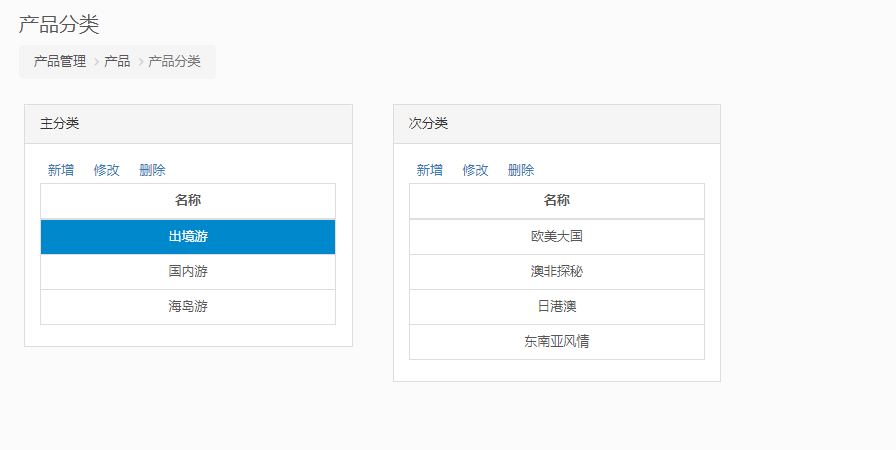 产品分类
产品管理 > 产品 > 产品分类
主分类
新增 修改 删除
名称
出境游
国内游
海岛游
次分类
新增 修改 删除
名称
欧美大国
澳非探秘
日港澳
东南亚风情